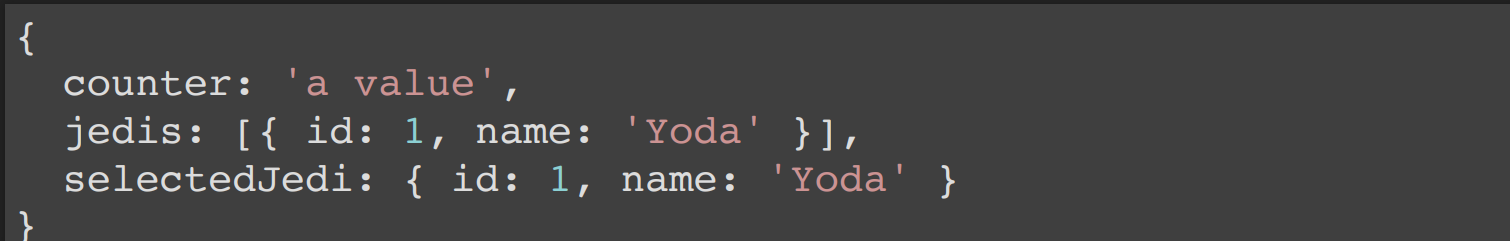 {
  counter: 'a value',
  jedis: [{ id: 1, name: 'Yoda' }],
  selectedJedi: { id: 1, name: 'Yoda' }
}